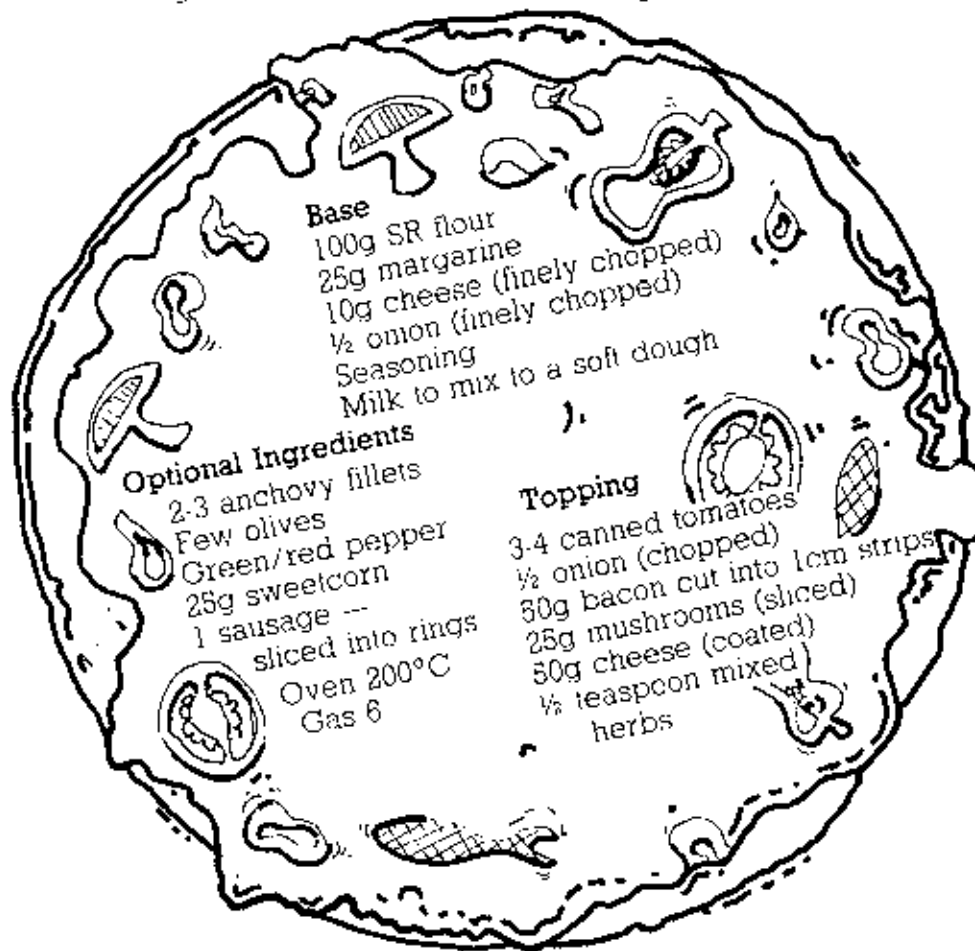 Base
100g SR flour
25g margarine
10g cheese (finely chopped)
½ onion (finely chopped)
Seasoning
Milk to mix to a soft dough
Optional Ingredients
2-3 anchovy fillets
Few olives
Green/red pepper
25g sweetcorn
1 sausage ---
sliced into rings
Oven 200°C
Gas 6
Topping
3-4 canned tomatoes
½ onion (chopped)
50g bacon cut into 1cm strips
25g mushrooms (sliced)
50g cheese (coated)
½ teaspoon mixed
herbs